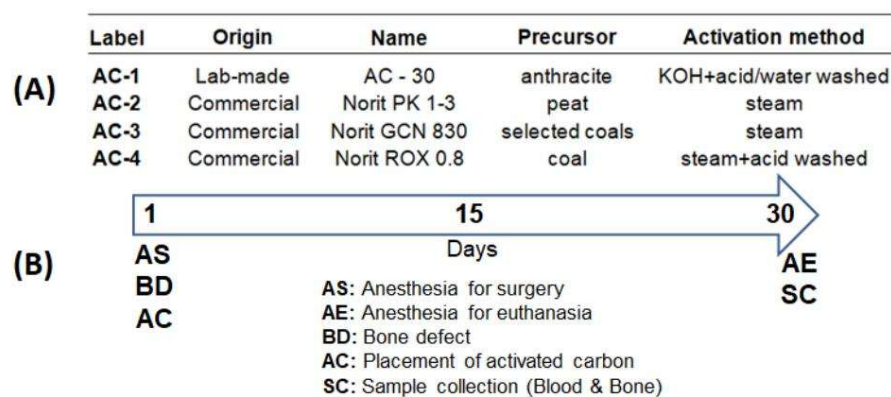 (A)
Label Origin Name Precursor Activation method
AC-1 Lab-made AC - 30 anthracite KOH+acid/water washed
AC-2 Commercial Norit PK 1-3 peat steam
AC-3 Commercial Norit GCN 830 selected coals steam
AC-4 Commercial Norit ROX 0.8 coal steam+acid washed
(B)
1 15 30
Days
AS
BD
AC
AE
SC
AS: Anesthesia for surgery
AE: Anesthesia for euthanasia
BD: Bone defect
AC: Placement of activated carbon
SC: Sample collection (Blood & Bone)